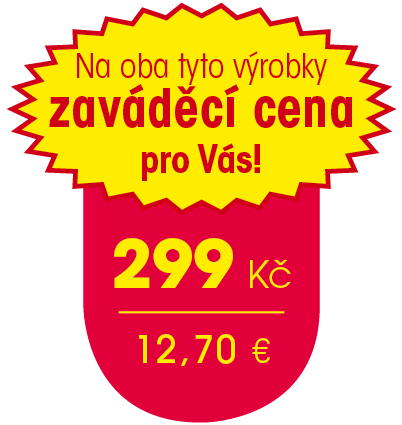 Na oba tyto výrobky
zaváděcí cena
pro Vás!
299 Kč
12,70 €